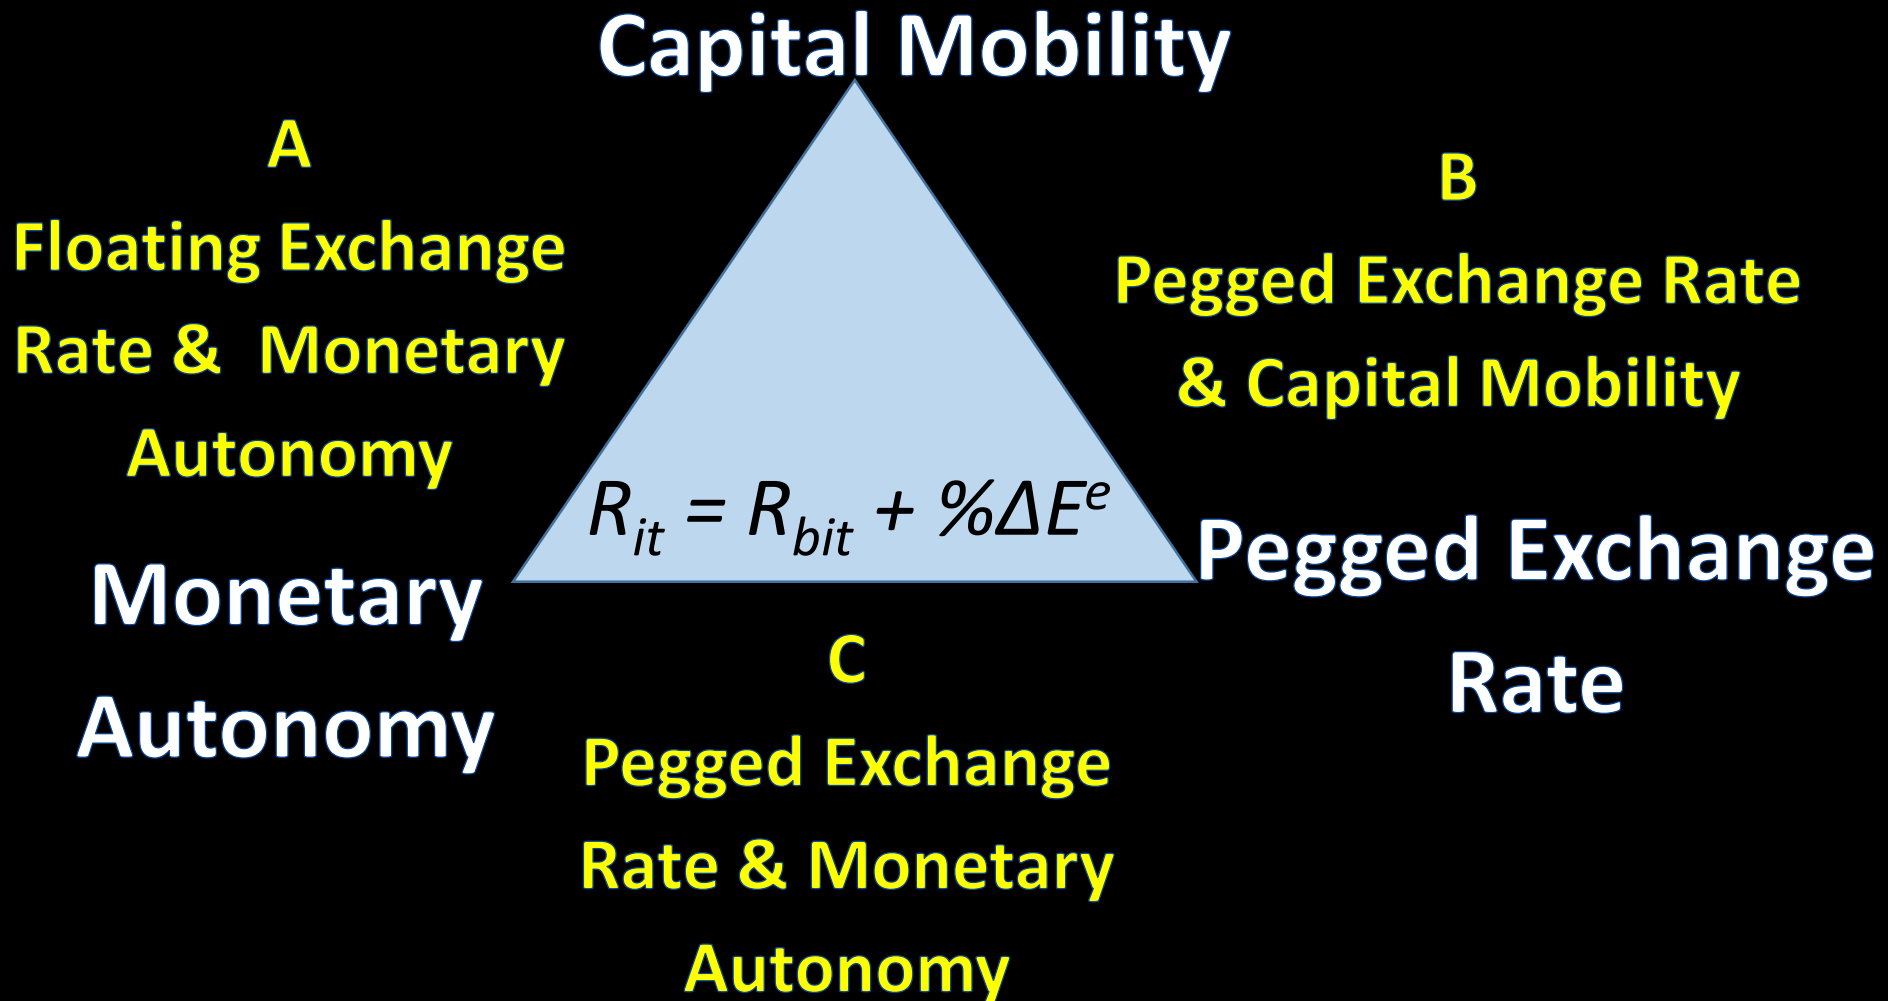 Capital Mobility
A
Floating Exchange
Rate & Monetary
Autonomy
B
Pegged Exchange Rate
& Capital Mobility
R_it = R_bit + %ΔE^e
Monetary
Autonomy
Pegged Exchange
Rate
C
Pegged Exchange
Rate & Monetary
Autonomy